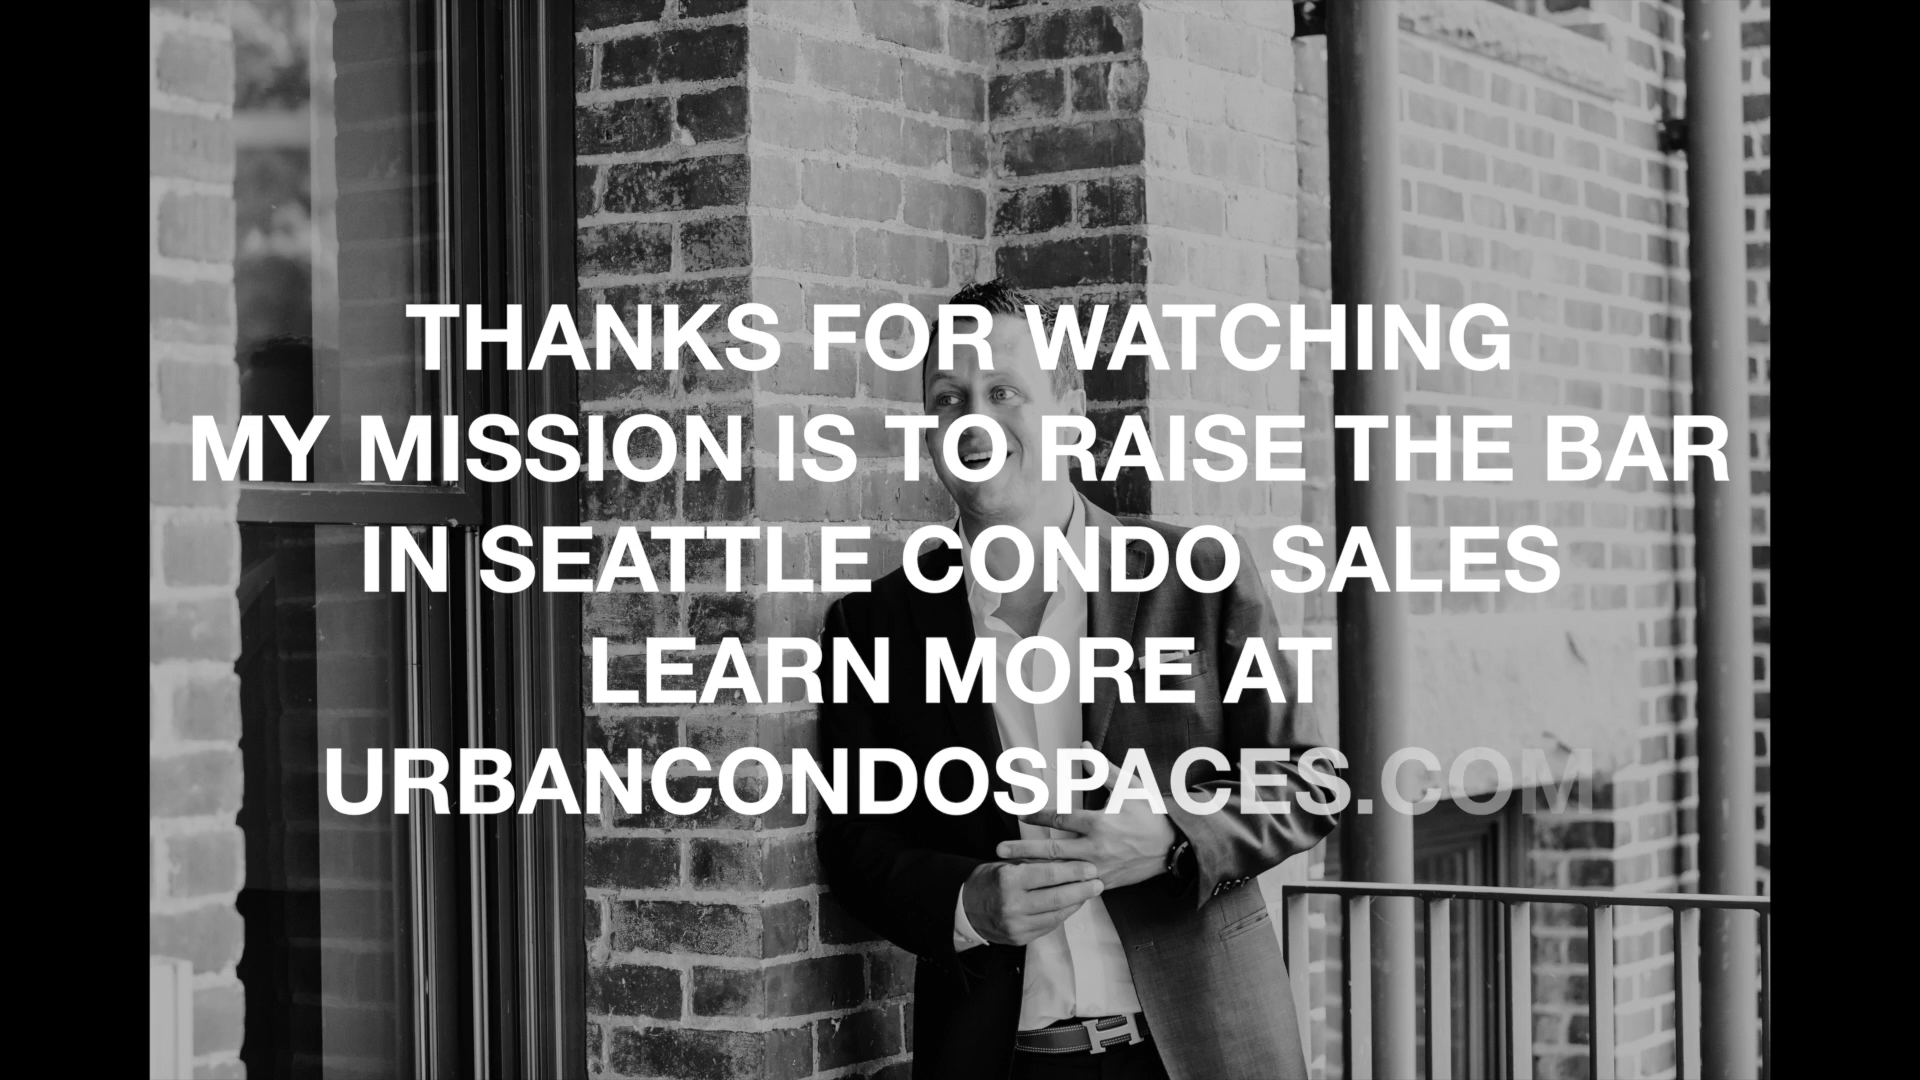 THANKS FOR WATCHING
MY MISSION IS TO RAISE THE BAR
IN SEATTLE CONDO SALES
LEARN MORE AT
URBANCONDOSPACES.COM